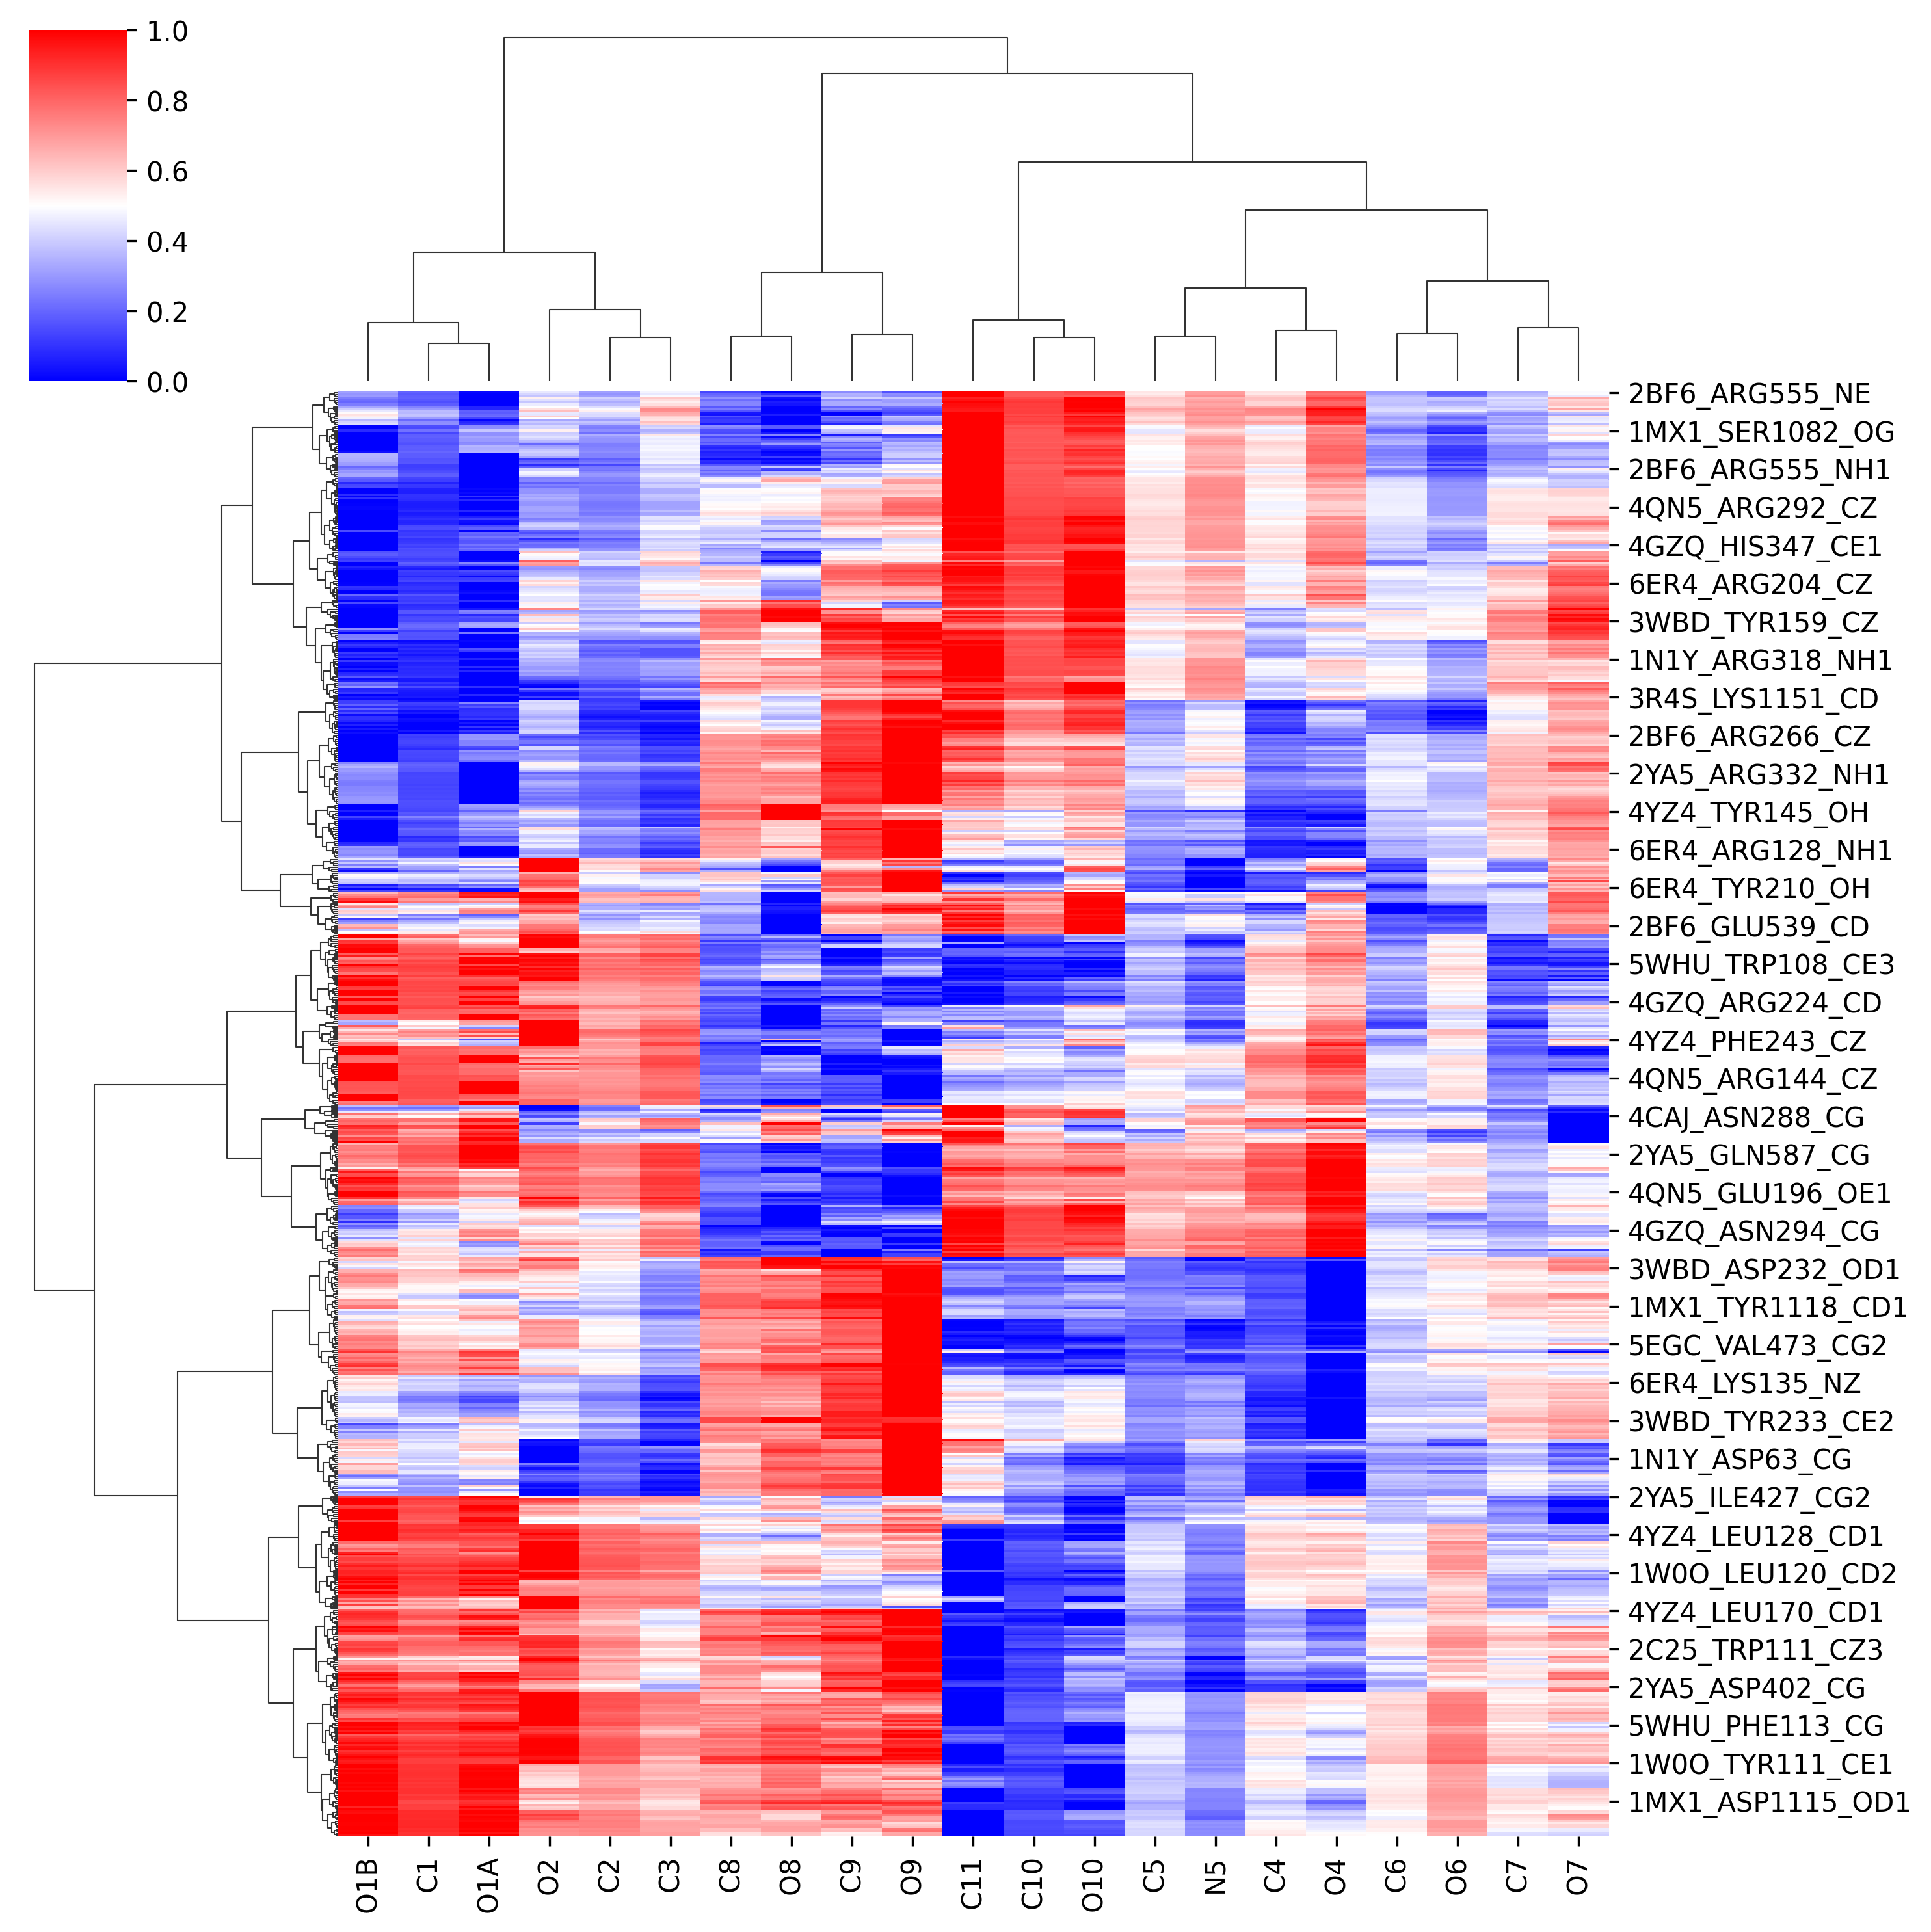 1.0
0.8
0.6
0.4
0.2
0.0
2BF6_ARG555_NE
1MX1_SER1082_OG
2BF6_ARG555_NH1
4QN5_ARG292_CZ
4GZQ_HIS347_CE1
6ER4_ARG204_CZ
3WBD_TYR159_CZ
1N1Y_ARG318_NH1
3R4S_LYS1151_CD
2BF6_ARG266_CZ
2YA5_ARG332_NH1
4YZ4_TYR145_OH
6ER4_ARG128_NH1
6ER4_TYR210_OH
2BF6_GLU539_CD
5WHU_TRP108_CE3
4GZQ_ARG224_CD
4YZ4_PHE243_CZ
4QN5_ARG144_CZ
4CAJ_ASN288_CG
2YA5_GLN587_CG
4QN5_GLU196_OE1
4GZQ_ASN294_CG
3WBD_ASP232_OD1
1MX1_TYR1118_CD1
5EGC_VAL473_CG2
6ER4_LYS135_NZ
3WBD_TYR233_CE2
1N1Y_ASP63_CG
2YA5_ILE427_CG2
4YZ4_LEU128_CD1
1W0O_LEU120_CD2
4YZ4_LEU170_CD1
2C25_TRP111_CZ3
2YA5_ASP402_CG
5WHU_PHE113_CG
1W0O_TYR111_CE1
1MX1_ASP1115_OD1
O1B C1 O1A O2 C2 C3 C8 O8 C9 O9 C11 C10 O10 C5 N5 C4 O4 C6 O6 C7 O7